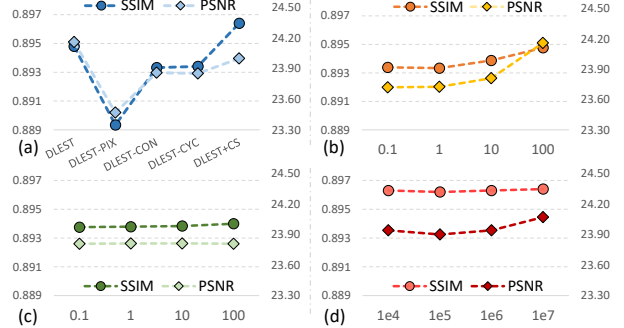 SSIM PSNR
0.897 24.50
0.895 24.20
0.893 23.90
0.891 23.60
0.889 23.30
(a) DLEST DLEST-PIX DLEST-CON DLEST-CYC DLEST+CS
SSIM PSNR
0.897 24.50
0.895 24.20
0.893 23.90
0.891 23.60
0.889 23.30
(b) 0.1 1 10 100
0.897 24.50
0.895 24.20
0.893 23.90
0.891 23.60
SSIM PSNR
0.889 23.30
(c) 0.1 1 10 100
0.897 24.50
0.895 24.20
0.893 23.90
0.891 23.60
SSIM PSNR
0.889 23.30
(d) 1e4 1e5 1e6 1e7